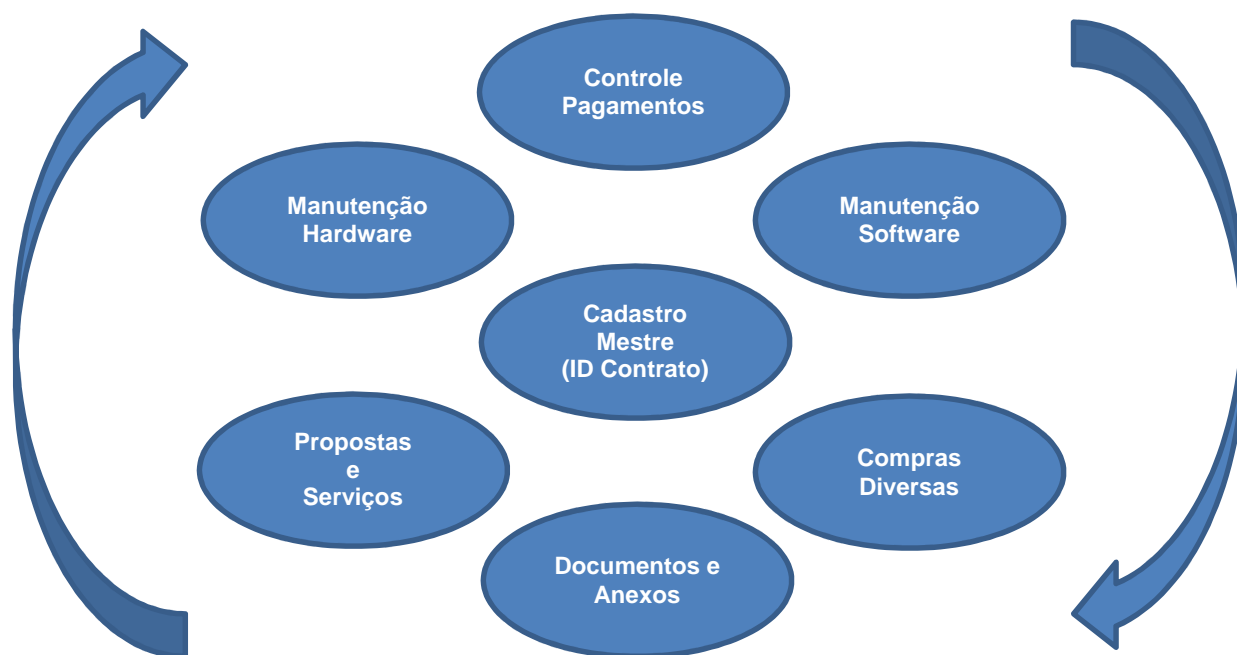 Controle
Pagamentos
Manutenção
Hardware
Manutenção
Software
Cadastro
Mestre
(ID Contrato)
Propostas
e
Serviços
Compras
Diversas
Documentos e
Anexos